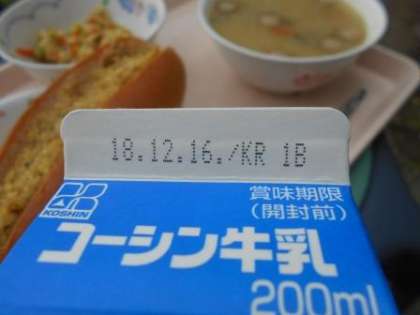 18.12.16./KR 1B
賞味期限
(開封前)
KOSHIN
コーシン牛乳
200ml